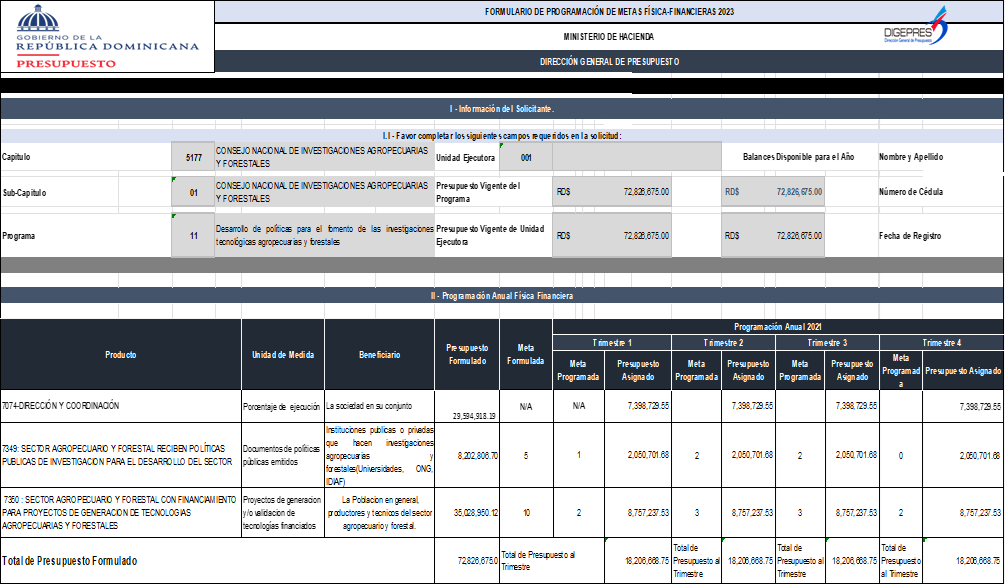 GOBIERNO DE LA
REPÚBLICA DOMINICANA
PRESUPUESTO
FORMULARIO DE PROGRAMACIÓN DE METAS FÍSICA-FINANCIERAS 2023
MINISTERIO DE HACIENDA
DIRECCIÓN GENERAL DE PRESUPUESTO
DIGEPRES
Dirección General de Presupuesto
I - Información del Solicitante.
I.I - Favor completar los siguientes campos requeridos en la solicitud:
Capítulo
5177
CONSEJO NACIONAL DE INVESTIGACIONES AGROPECUARIAS
Y FORESTALES
Unidad Ejecutora
001
Balances Disponible para el Año
Nombre y Apellido
Sub-Capitulo
01
CONSEJO NACIONAL DE INVESTIGACIONES AGROPECUARIAS
Y FORESTALES
Presupuesto Vigente del
Programa
RD$ 72,826,675.00
RD$ 72,826,675.00
Número de Cédula
Programa
11
Desarrollo de políticas para el fomento de las investigaciones
tecnológicas agropecuarias y forestales
Presupuesto Vigente de Unidad
Ejecutora
RD$ 72,826,675.00
RD$ 72,826,675.00
Fecha de Registro
II - Programación Anual Física Financiera
Producto
Unidad de Medida
Beneficiario
Presupuesto
Formulado
Meta
Formulada
Programación Anual 2021
Trimestre 1
Trimestre 2
Trimestre 3
Trimestre 4
Meta
Programada
Presupuesto
Asignado
Meta
Programada
Presupuesto
Asignado
Meta
Programada
Presupuesto
Asignado
Meta
Programad
a
Presupuesto Asignado
7074-DIRECCIÓN Y COORDINACIÓN
Porcentaje de ejecución
La sociedad en su conjunto
29,594,918.19
N/A
N/A
7,398,729.55
7,398,729.55
7,398,729.55
7,398,729.55
7349: SECTOR AGROPECUARIO Y FORESTAL RECIBEN POLÍTICAS
PUBLICAS DE INVESTIGACION PARA EL DESARROLLO DEL SECTOR
Documentos de políticas
públicas emitidos
Instituciones publicas o privadas
que hacen investigaciones
agropecuarias y
forestales(Universidades, ONG,
IDIAF)
8,202,806.70
5
1
2,050,701.68
2
2,050,701.68
2
2,050,701.68
0
2,050,701.68
7350 : SECTOR AGROPECUARIO Y FORESTAL CON FINANCIAMIENTO
PARA PROYECTOS DE GENERACION DE TECNOLOGIAS
AGROPECUARIAS Y FORESTALES.
Proyectos de generacion
y/o validacion de
tecnologías financiados
La Poblacion en general,
productores y tecnicos del sector
agropecuario y forestal.
35,028,950.12
10
2
8,757,237.53
3
8,757,237.53
3
8,757,237.53
2
8,757,237.53
Total de Presupuesto Formulado
72,826,675.0
Total de Presupuesto al
Trimestre
18,206,668.75
Total de
Presupuesto al
Trimestre
18,206,668.75
Total de
Presupuesto al
Trimestre
18,206,668.75
Total de
Presupuesto
al Trimestre
18,206,668.75